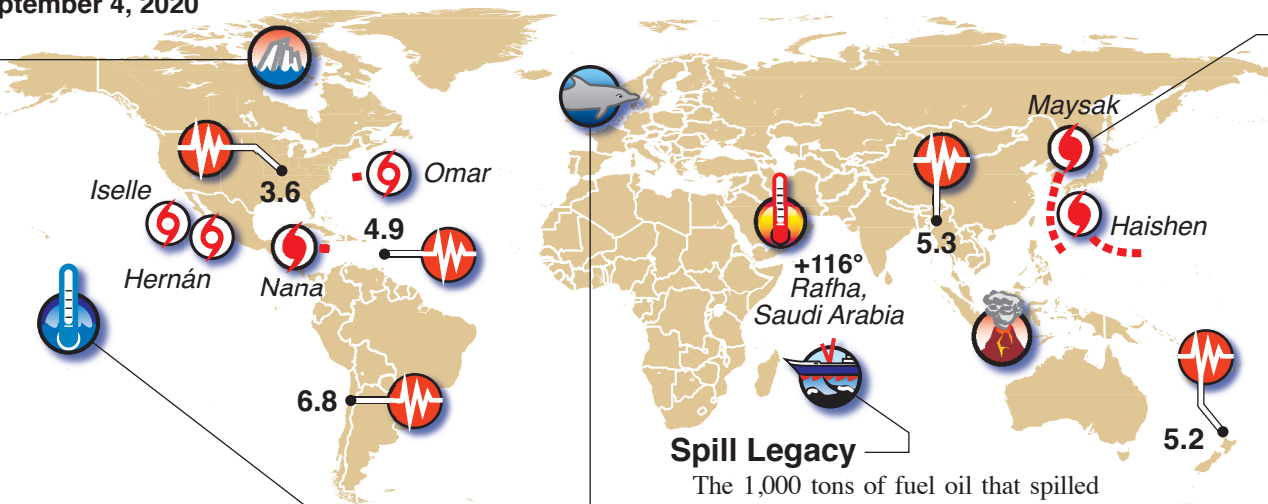 ptember 4, 2020
Maysak
Omar
3.6
Iselle
4.9
Haishen
5.3
Hernán
Nana
+116°
Rafha,
Saudi Arabia
6.8
5.2
Spill Legacy
The 1,000 tons of fuel oil that spilled